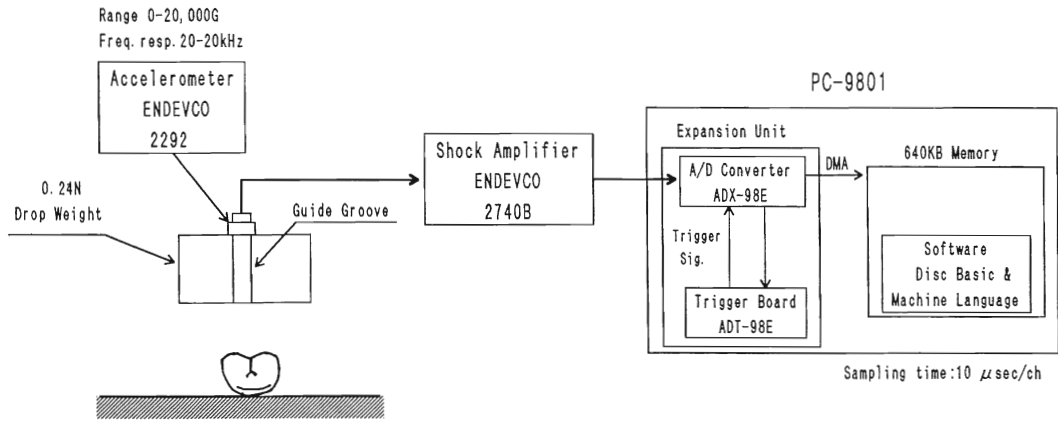 Range 0-20,000G
Freq. resp. 20-20kHz
Accelerometer
ENDEVCO
2292
0.24N
Drop Weight
Guide Groove
Shock Amplifier
ENDEVCO
2740B
PC-9801
Expansion Unit
A/D Converter
ADX-98E
DMA
Trigger
Sig.
Trigger Board
ADT-98E
640KB Memory
Software
Disc Basic &
Machine Language
Sampling time:10 μsec/ch